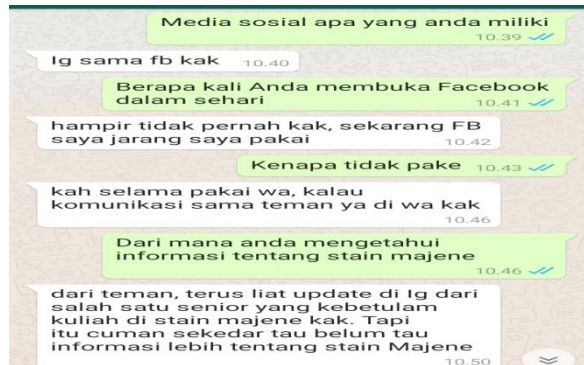 Media sosial apa yang anda miliki
10.39
Ig sama fb kak 10.40
Berapa kali Anda membuka Facebook
dalam sehari 10.41
hampir tidak pernah kak, sekarang FB
saya jarang saya pakai 10.42
Kenapa tidak pake 10.43
kah selama pakai wa, kalau
komunikasi sama teman ya di wa kak
10.46
Dari mana anda mengetahui
informasi tentang stain majene
10.46
dari teman, terus liat update di Ig dari
salah satu senior yang kebetulam
kuliah di stain majene kak. Tapi
itu cuman sekedar tau belum tau
informasi lebih tentang stain Majene
10.50